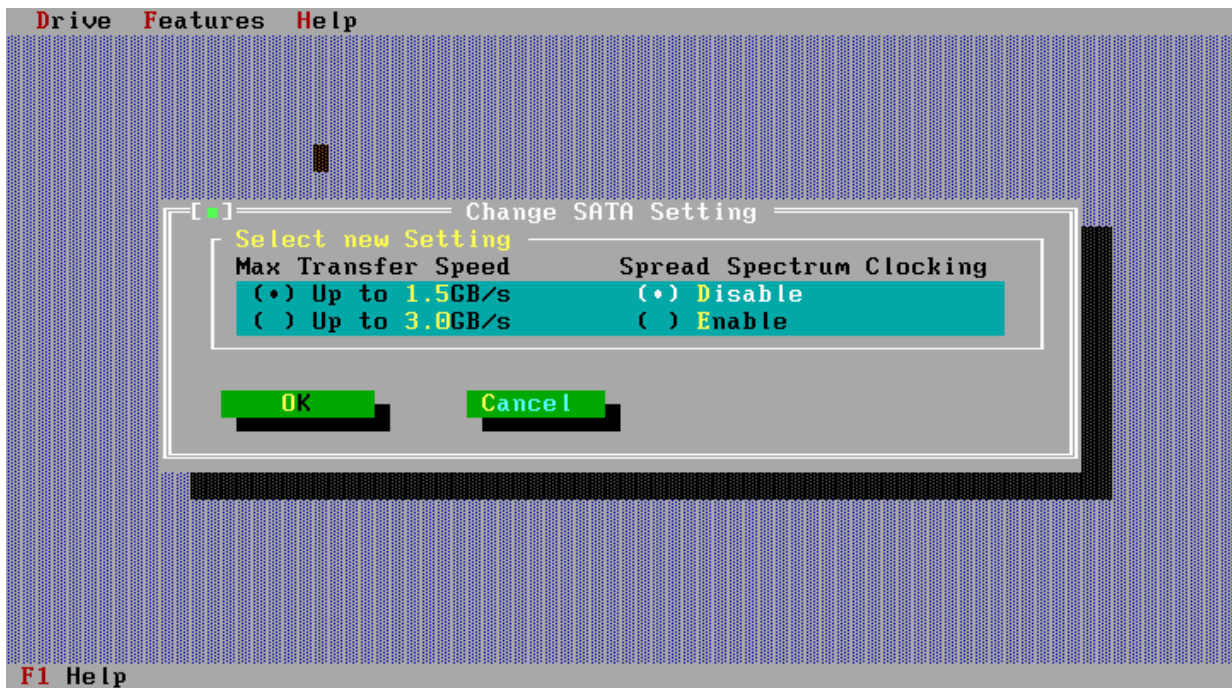 Drive Features Help
[■] Change SATA Setting
Select new Setting
Max Transfer Speed Spread Spectrum Clocking
(•) Up to 1.5GB/s (•) Disable
( ) Up to 3.0GB/s ( ) Enable
OK Cancel
F1 Help